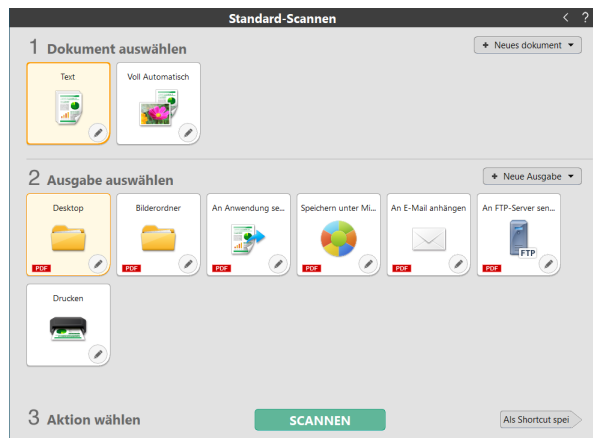 Standard-Scannen < ?
1 Dokument auswählen
+ Neues dokument
Text
Voll Automatisch
2 Ausgabe auswählen
+ Neue Ausgabe
Desktop
Bilderordner
An Anwendung se...
Speichern unter Mi...
An E-Mail anhängen
An FTP-Server sen...
PDF
PDF
PDF
PDF
PDF
FTP
PDF
Drucken
3 Aktion wählen
SCANNEN
Als Shortcut spei